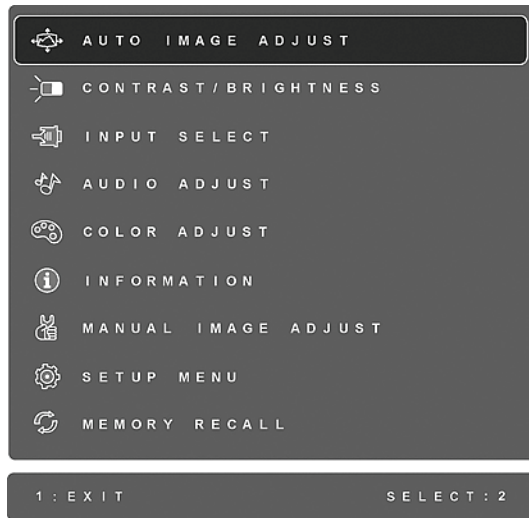 AUTO IMAGE ADJUST
CONTRAST/BRIGHTNESS
INPUT SELECT
AUDIO ADJUST
COLOR ADJUST
INFORMATION
MANUAL IMAGE ADJUST
SETUP MENU
MEMORY RECALL
1:EXIT SELECT:2